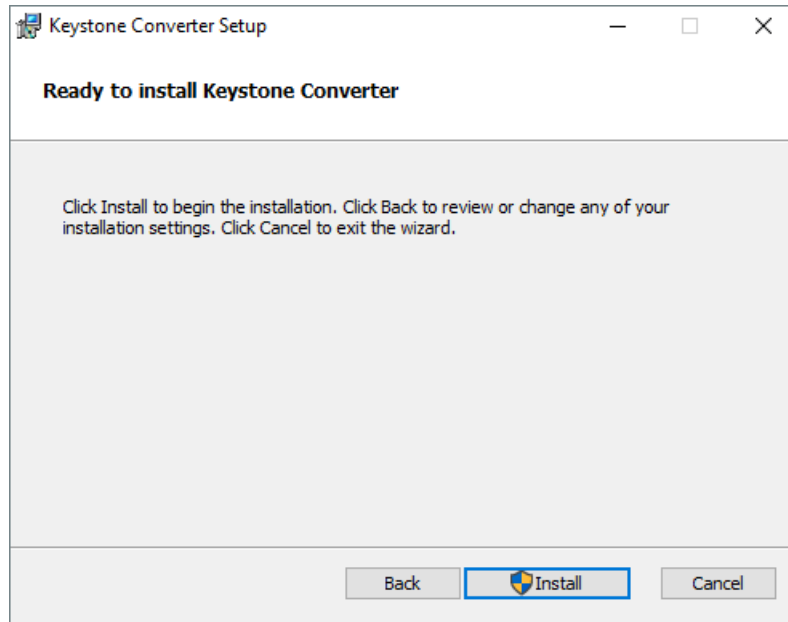 Keystone Converter Setup
Ready to install Keystone Converter
Click Install to begin the installation. Click Back to review or change any of your
installation settings. Click Cancel to exit the wizard.
Back
Install
Cancel